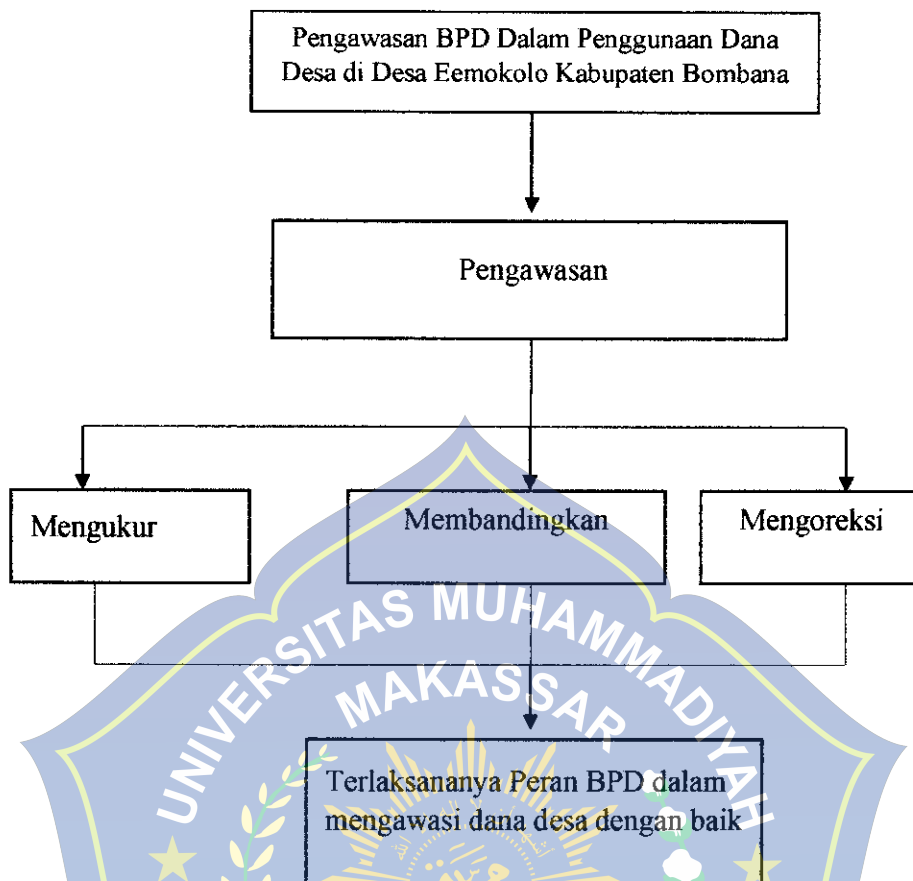 Pengawasan BPD Dalam Penggunaan Dana
Desa di Desa Eemokolo Kabupaten Bombana
Pengawasan
Mengukur
Membandingkan
Mengoreksi
UNIVERSITAS MUHAMMADIYAH
MAKASSAR
Terlaksananya Peran BPD dalam
mengawasi dana desa dengan baik